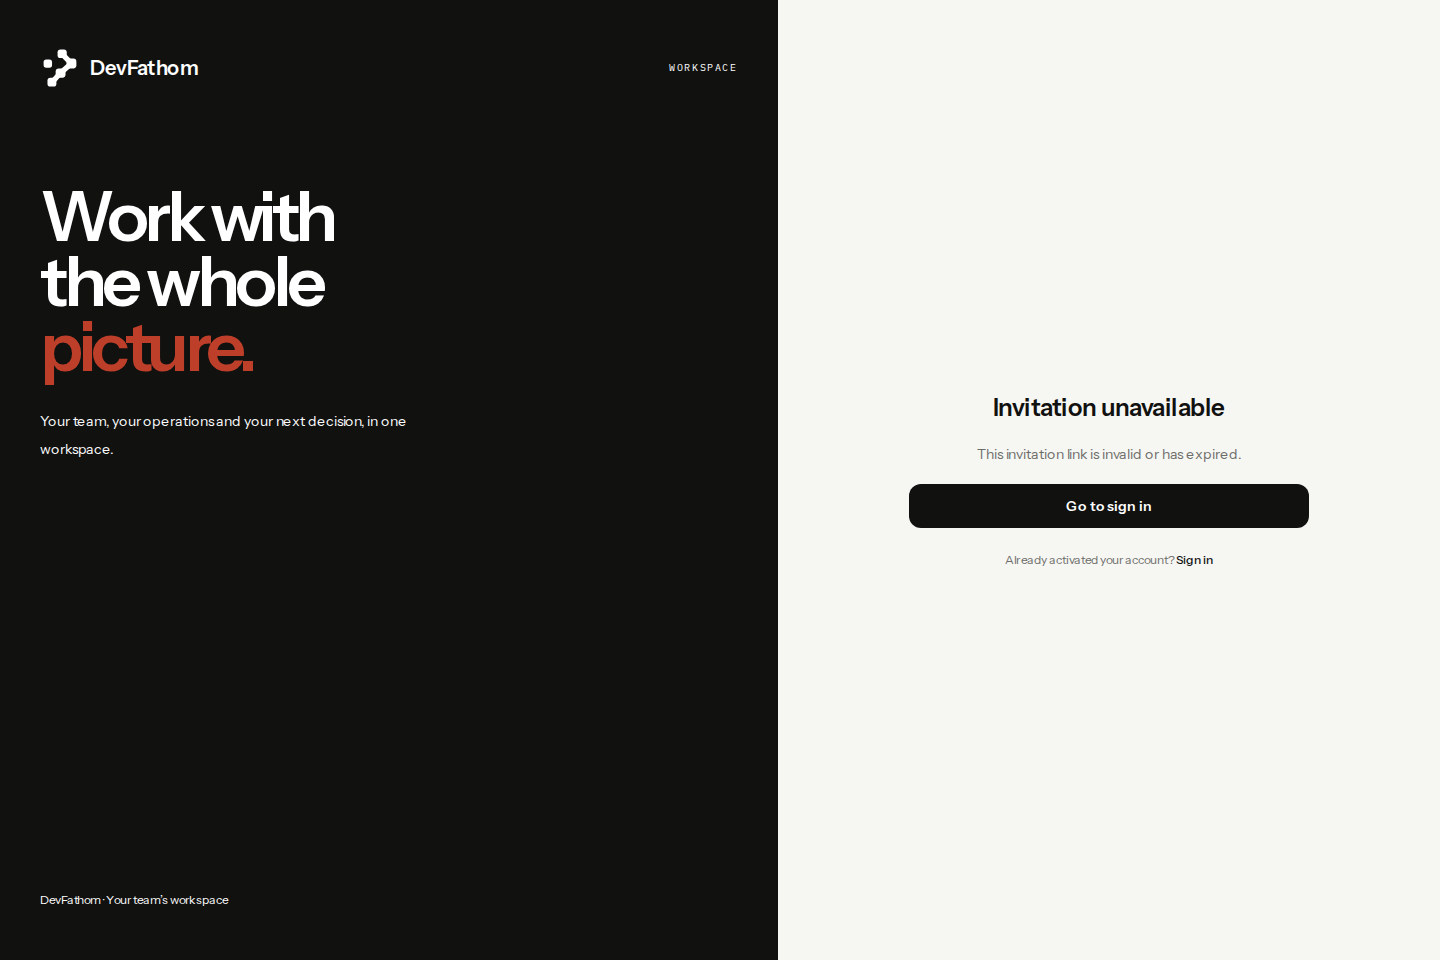 DevFathom
WORKSPACE
Work with
the whole
picture.
Your team, your operations and your next decision, in one
workspace.
DevFathom · Your team's workspace
Invitation unavailable
This invitation link is invalid or has expired.
Go to sign in
Already activated your account? Sign in